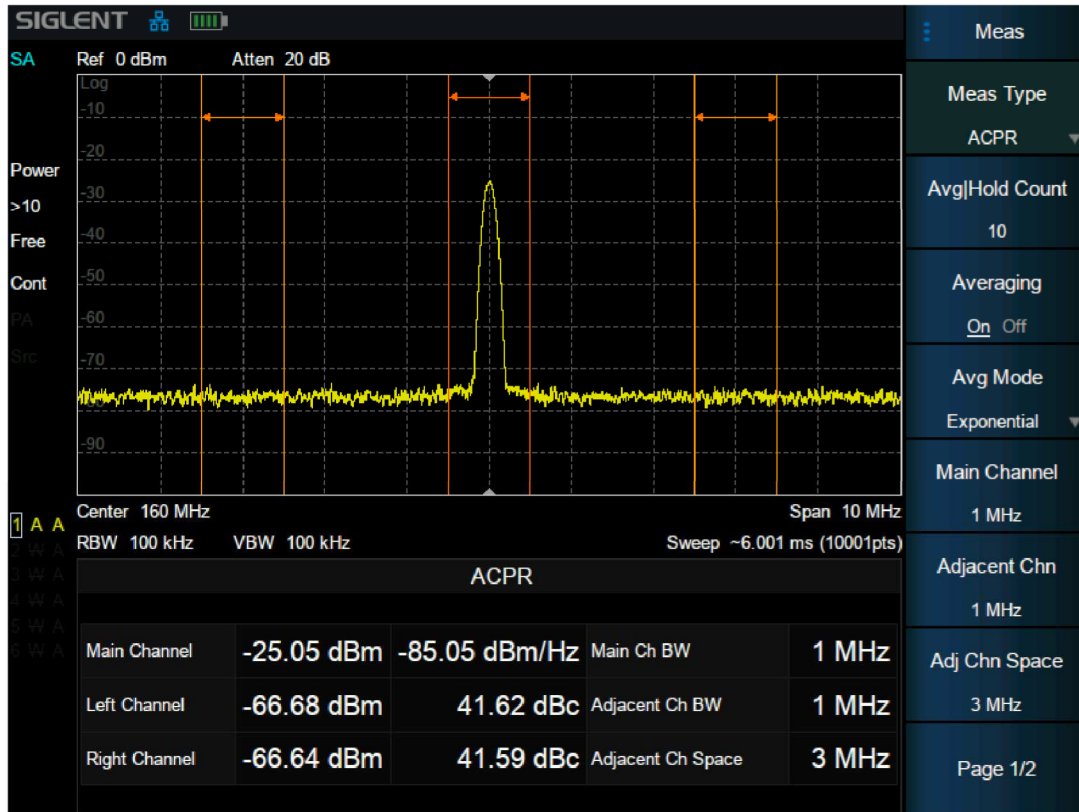 SIGLENT
Meas
SA
Ref 0 dBm Atten 20 dB
Log
-10
-20
-30
-40
-50
-60
-70
-90
Power
>10
Free
Cont
PA
Src
Meas Type
ACPR
Avg|Hold Count
10
Averaging
On Off
Avg Mode
Exponential
Main Channel
1 MHz
Adjacent Chn
1 MHz
Adj Chn Space
3 MHz
Page 1/2
Center 160 MHz Span 10 MHz
RBW 100 kHz VBW 100 kHz Sweep ~6.001 ms (10001pts)
1 A A
2 W A
3 W A
4 W A
5 W A
6 W A
ACPR
Main Channel -25.05 dBm -85.05 dBm/Hz Main Ch BW 1 MHz
Left Channel -66.68 dBm 41.62 dBc Adjacent Ch BW 1 MHz
Right Channel -66.64 dBm 41.59 dBc Adjacent Ch Space 3 MHz